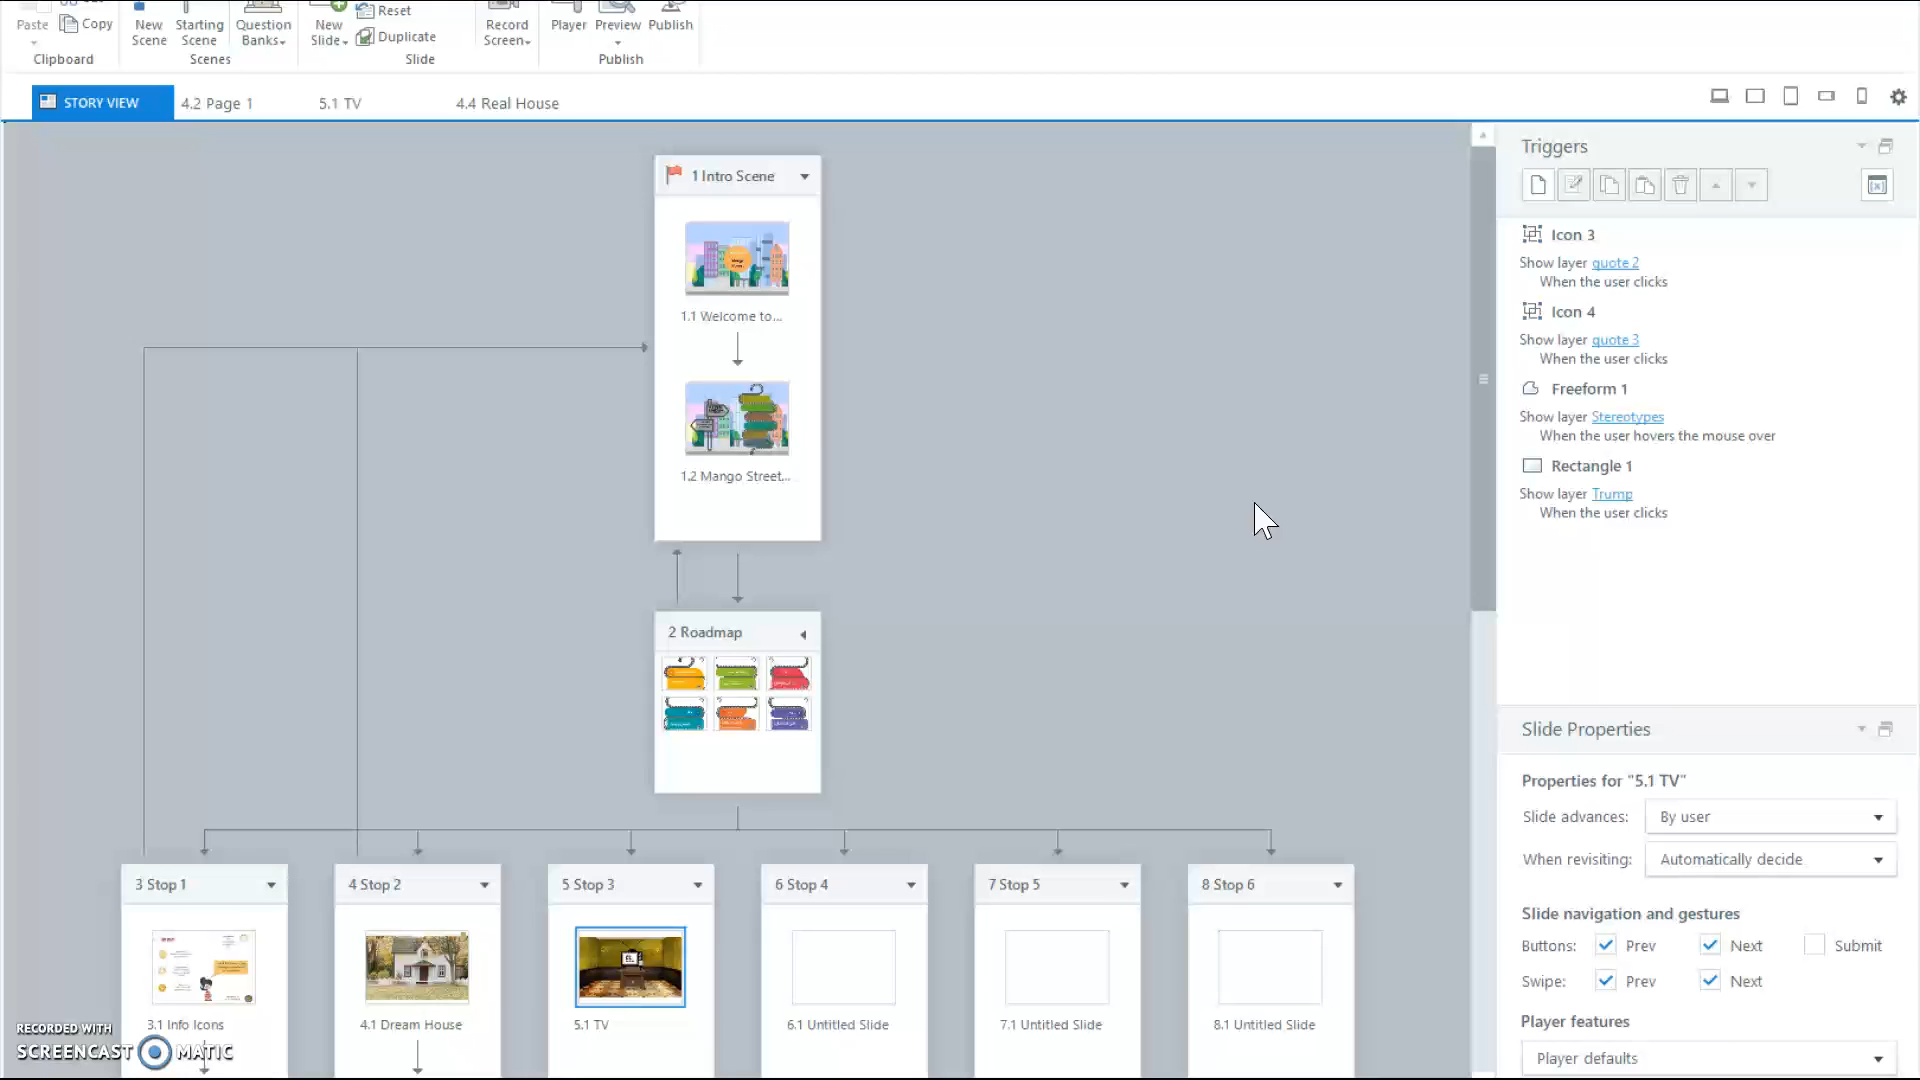 Paste
Copy
Clipboard
New Scene
Starting Scene
Question Banks
Scenes
New Slide
Reset
Duplicate
Slide
Record Screen
Player
Preview
Publish
Publish
STORY VIEW
4.2 Page 1
5.1 TV
4.4 Real House
1 Intro Scene
1.1 Welcome to...
1.2 Mango Street...
2 Roadmap
3 Stop 1
4 Stop 2
5 Stop 3
6 Stop 4
7 Stop 5
8 Stop 6
3.1 Info Icons
4.1 Dream House
5.1 TV
6.1 Untitled Slide
7.1 Untitled Slide
8.1 Untitled Slide
Triggers
Icon 3
Show layer quote 2
When the user clicks
Icon 4
Show layer quote 3
When the user clicks
Freeform 1
Show layer Stereotypes
When the user hovers the mouse over
Rectangle 1
Show layer Trump
When the user clicks
Slide Properties
Properties for "5.1 TV"
Slide advances: By user
When revisiting: Automatically decide
Slide navigation and gestures
Buttons: Prev Next Submit
Swipe: Prev Next
Player features
Player defaults
RECORDED WITH
SCREENCAST MATIC